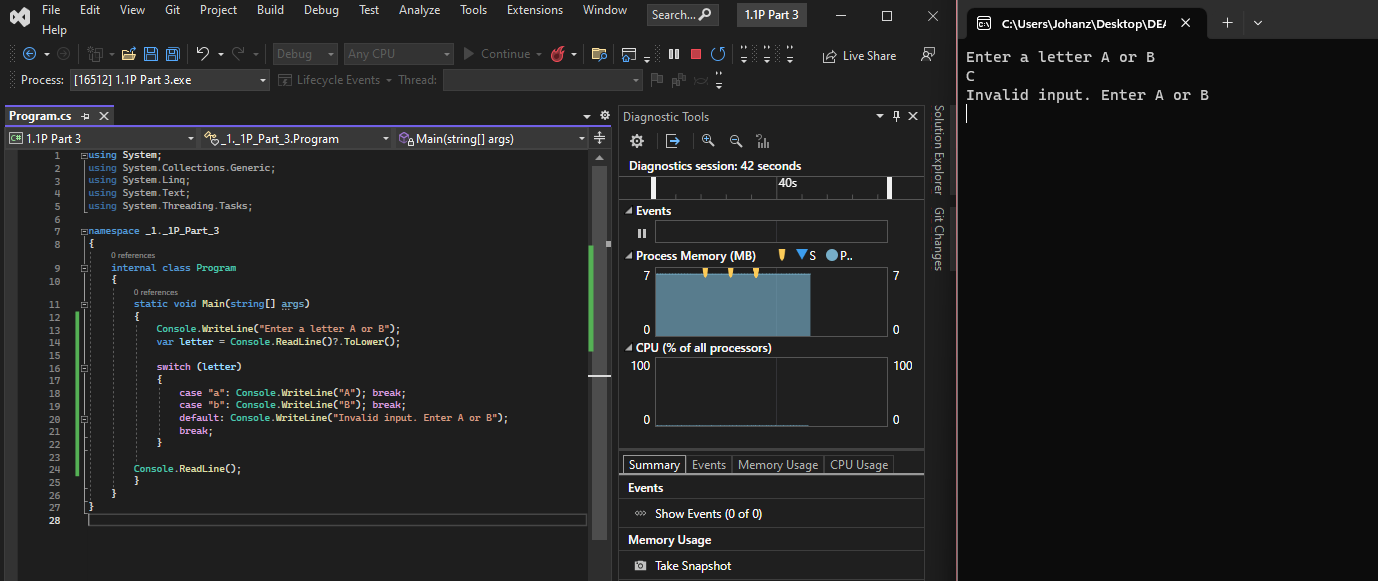 File Edit View Git Project Build Debug Test Analyze Tools Extensions Window Search... 1.1P Part 3
Help
Debug Any CPU Continue Live Share
Process: [16512] 1.1P Part 3.exe Lifecycle Events Thread:
Program.cs
1.1P Part 3 _1._1P_Part_3.Program Main(string[] args)
1 using System;
2 using System.Collections.Generic;
3 using System.Linq;
4 using System.Text;
5 using System.Threading.Tasks;
6
7 namespace _1._1P_Part_3
8 {
0 references
9 internal class Program
10 {
0 references
11 static void Main(string[] args)
12 {
13 Console.WriteLine("Enter a letter A or B");
14 var letter = Console.ReadLine()?.ToLower();
15
16 switch (letter)
17 {
18 case "a": Console.WriteLine("A"); break;
19 case "b": Console.WriteLine("B"); break;
20 default: Console.WriteLine("Invalid input. Enter A or B");
21 break;
22 }
23
24 Console.ReadLine();
25 }
26 }
27 }
28
Diagnostic Tools
Diagnostics session: 42 seconds
40s
Events
Process Memory (MB) S P..
7 7
0 0
CPU (% of all processors)
100 100
0 0
Summary Events Memory Usage CPU Usage
Events
Show Events (0 of 0)
Memory Usage
Take Snapshot
Solution Explorer
Git Changes
C:\Users\Johanz\Desktop\DEA
Enter a letter A or B
C
Invalid input. Enter A or B